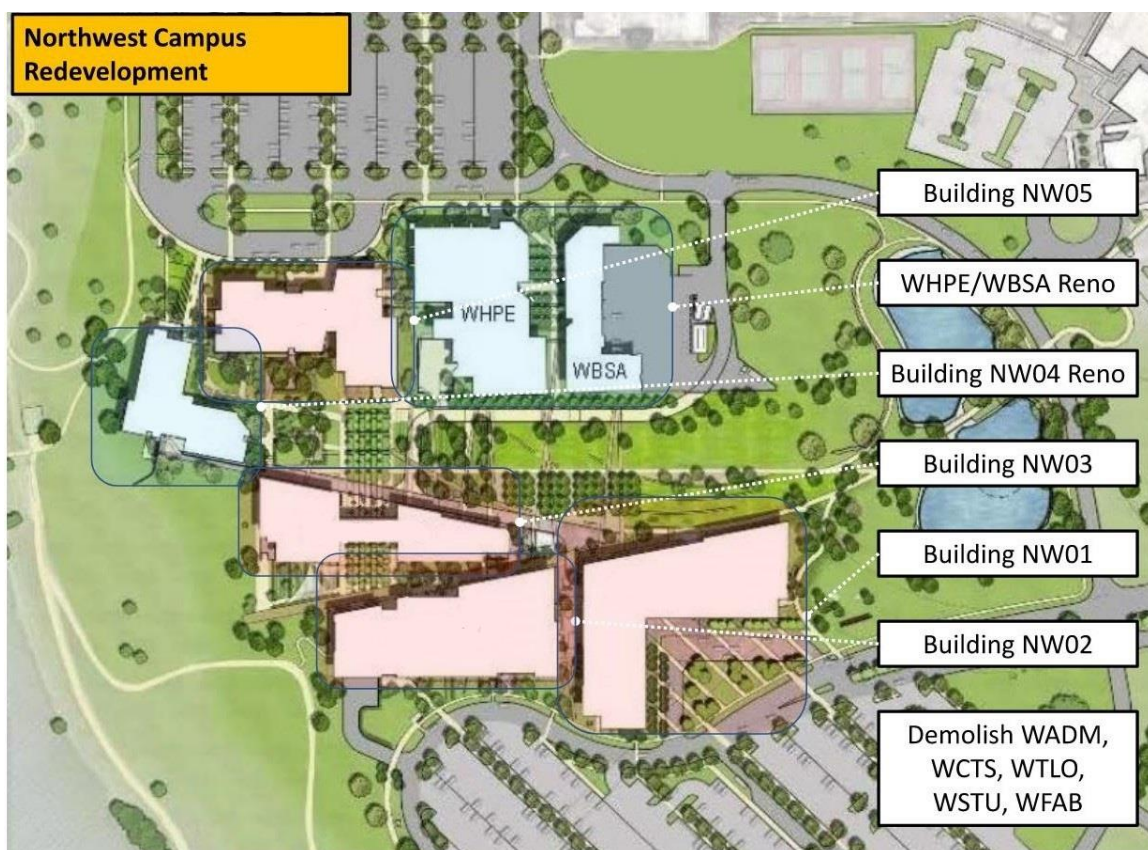 Northwest Campus
Redevelopment
Building NW05
WHPE/WBSA Reno
WHPE
WBSA
Building NW04 Reno
Building NW03
Building NW01
Building NW02
Demolish WADM,
WCTS, WTLO,
WSTU, WFAB